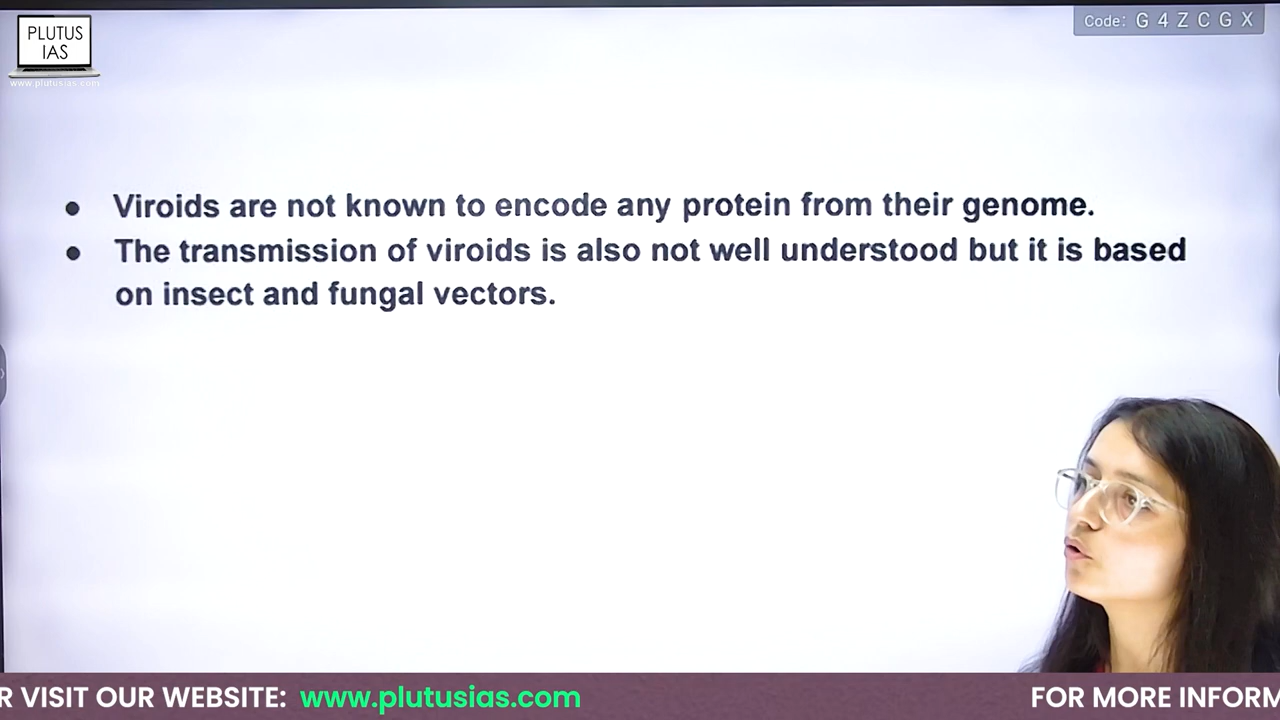 PLUTUS
IAS
www.plutusias.com
Code: G 4 Z C G X
Viroids are not known to encode any protein from their genome.
The transmission of viroids is also not well understood but it is based
on insect and fungal vectors.
R VISIT OUR WEBSITE: www.plutusias.com
FOR MORE INFORM